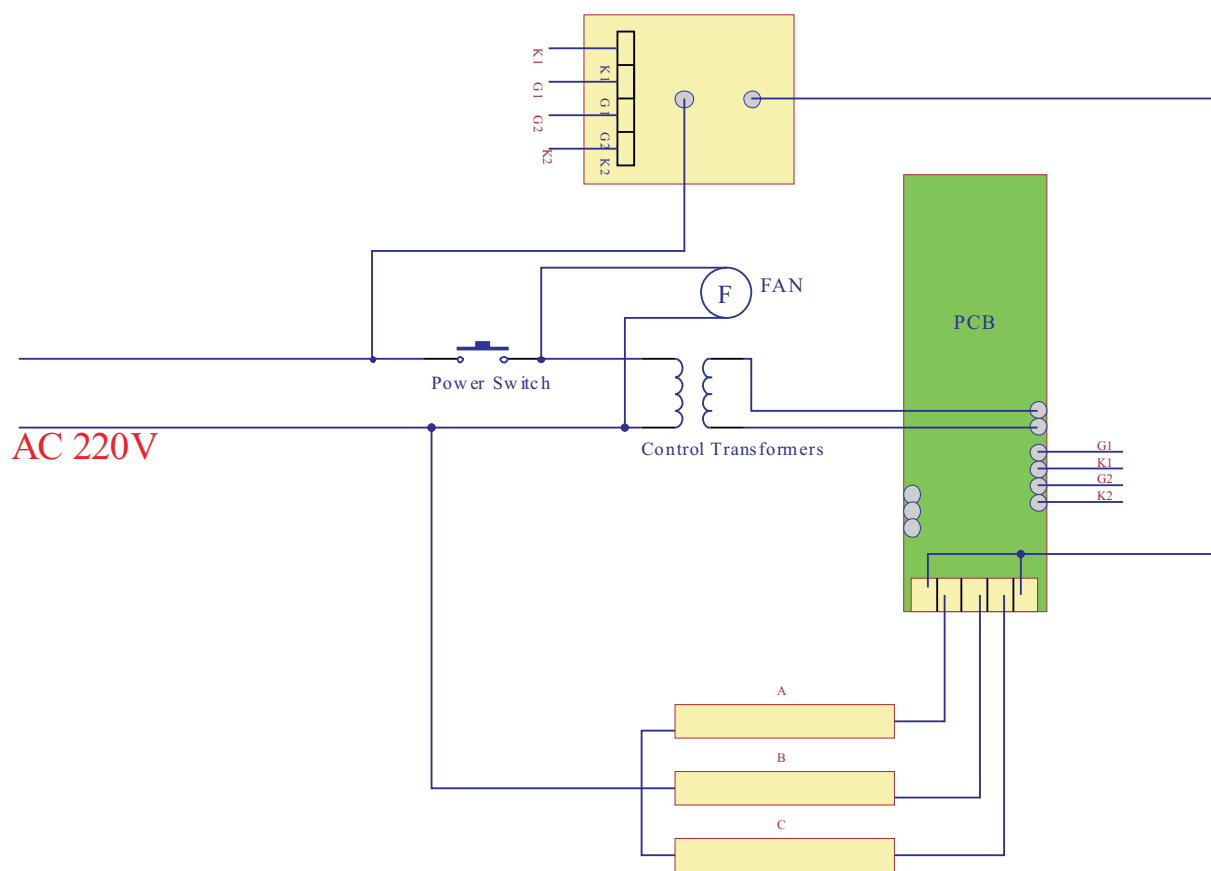 K1
K1
G1
G1
G2
G2
K2
K2
F
FAN
PCB
Power Switch
AC 220V
Control Transformers
G1
K1
G2
K2
A
B
C